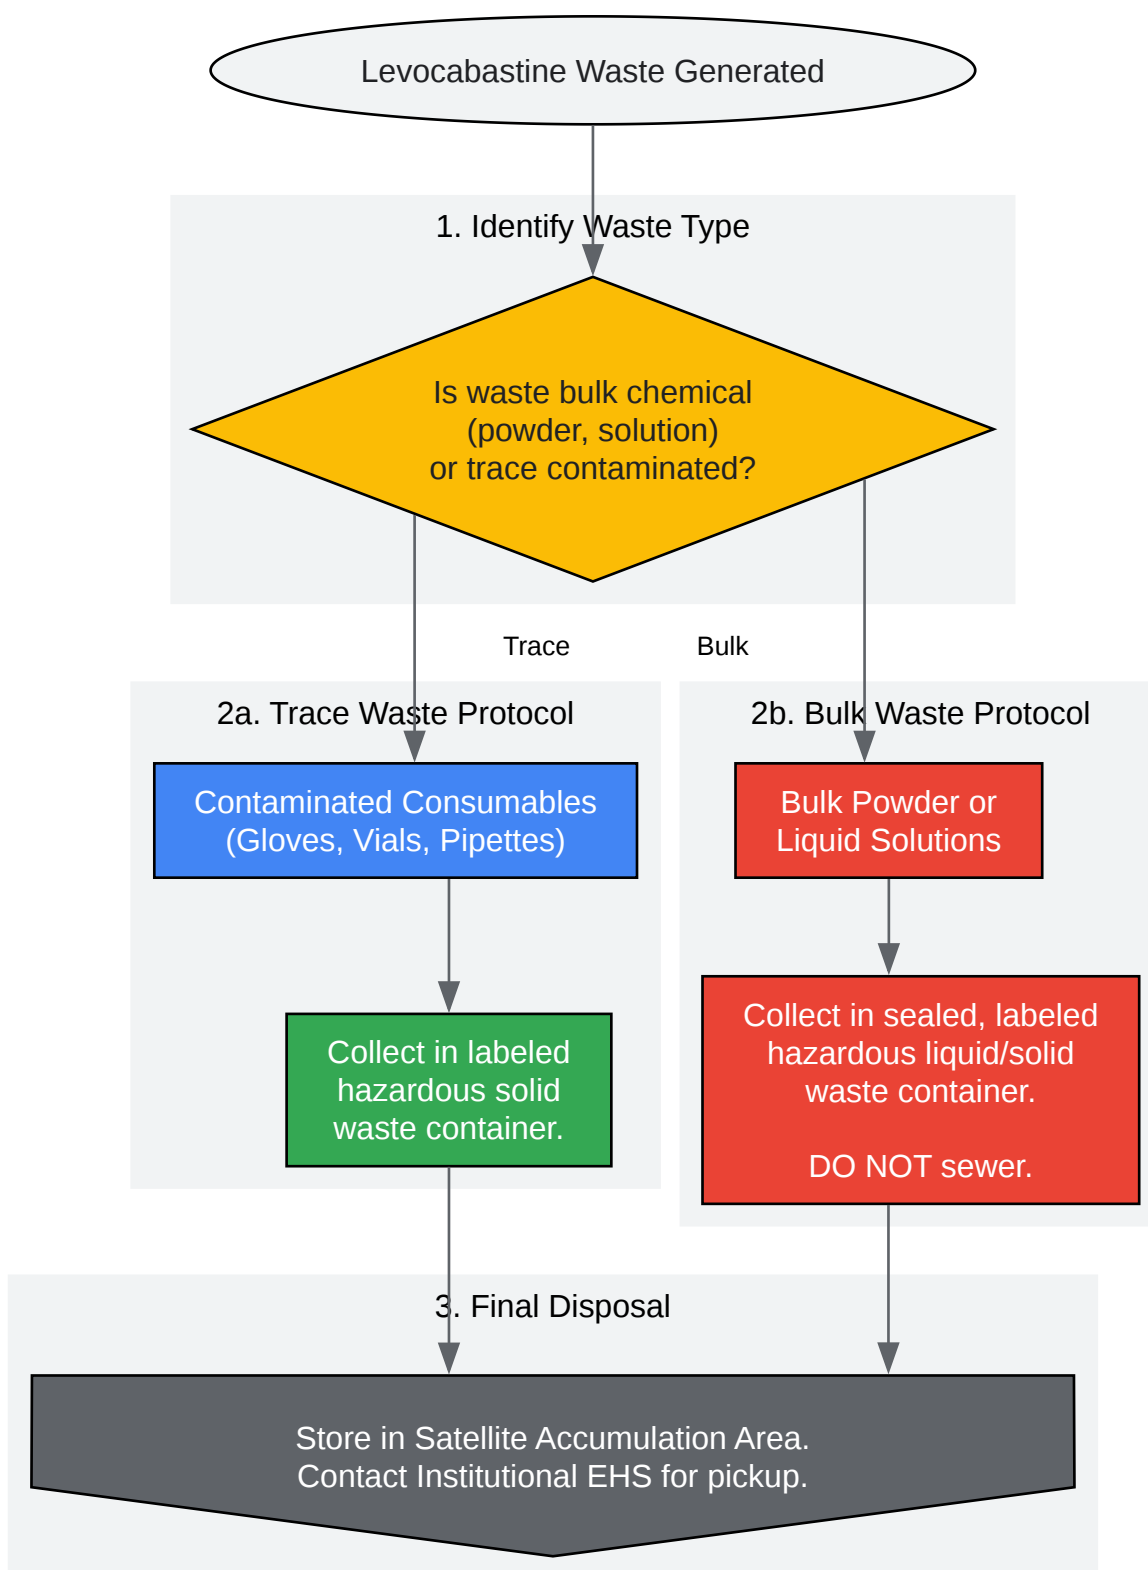 Levocabastine Waste Generated
1. Identify Waste Type
Is waste bulk chemical
(powder, solution)
or trace contaminated?
Trace
Bulk
2a. Trace Waste Protocol
Contaminated Consumables
(Gloves, Vials, Pipettes)
Collect in labeled
hazardous solid
waste container.
2b. Bulk Waste Protocol
Bulk Powder or
Liquid Solutions
Collect in sealed, labeled
hazardous liquid/solid
waste container.
DO NOT sewer.
3. Final Disposal
Store in Satellite Accumulation Area.
Contact Institutional EHS for pickup.